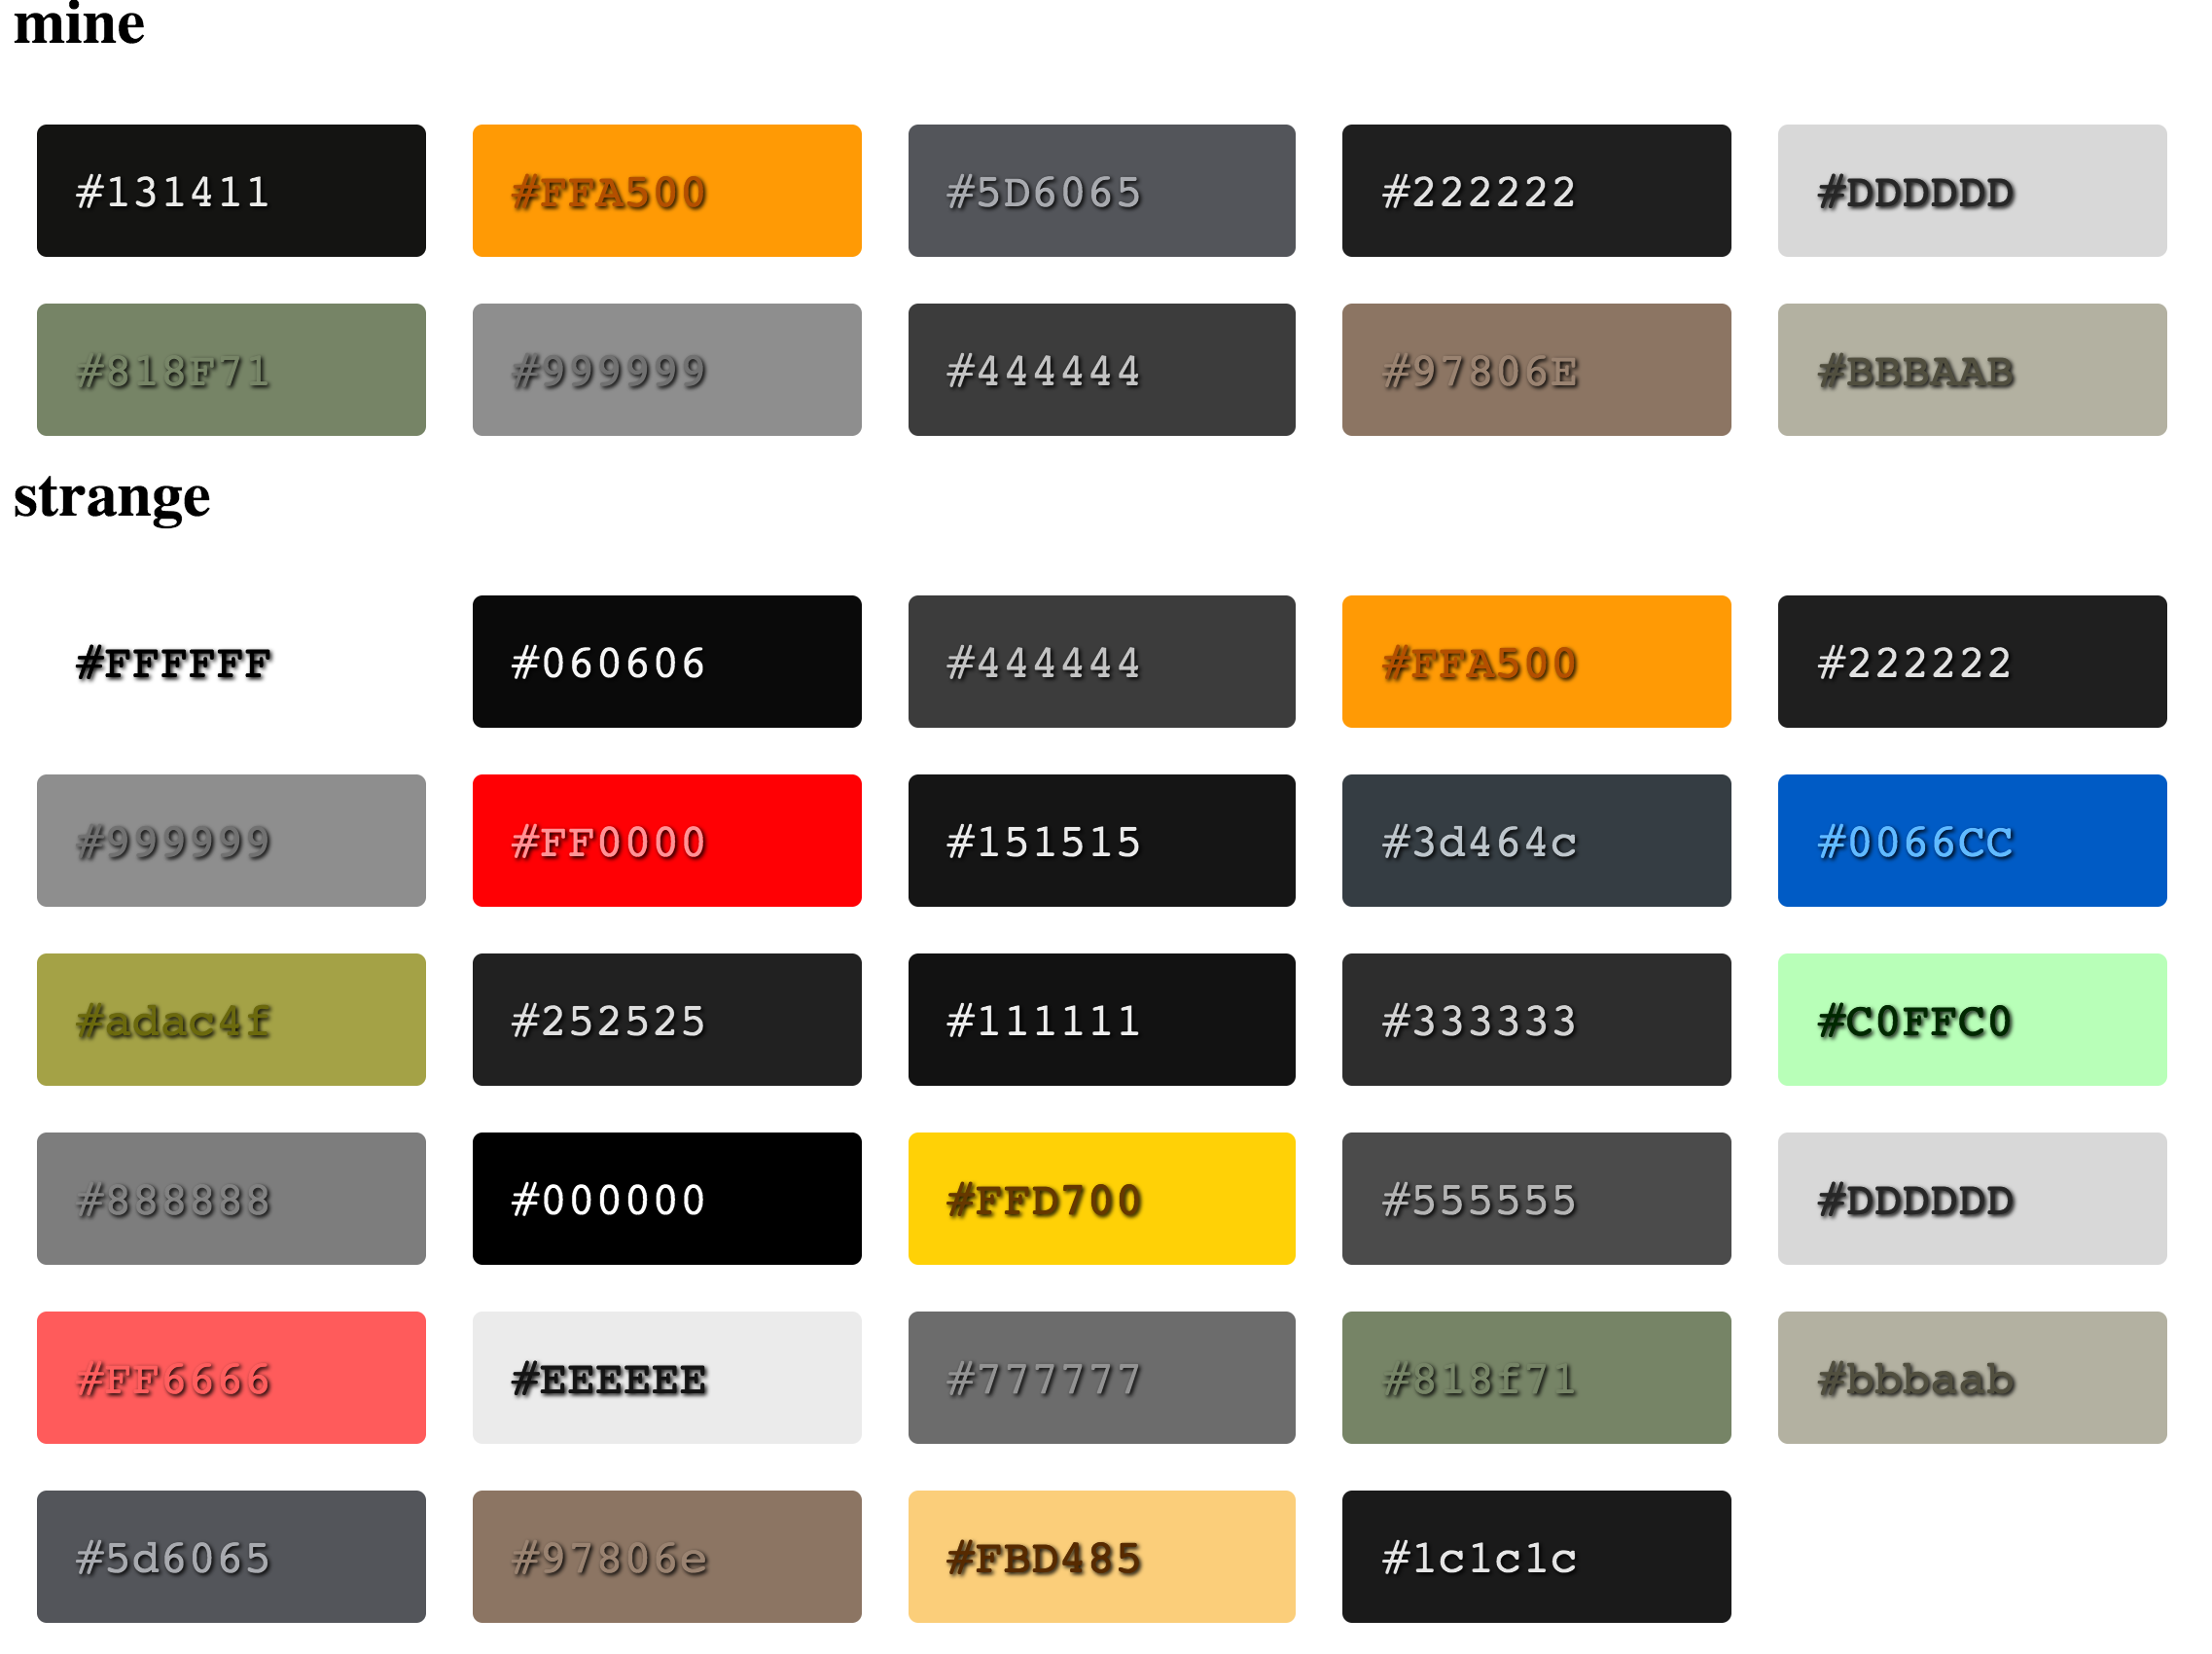 mine
#131411 #FFA500 #5D6065 #222222 #DDDDDD
#818F71 #999999 #444444 #97806E #BBBAAB
strange
#FFFFFF #060606 #444444 #FFA500 #222222
#999999 #FF0000 #151515 #3d464c #0066CC
#adac4f #252525 #111111 #333333 #C0FFC0
#888888 #000000 #FFD700 #555555 #DDDDDD
#FF6666 #EEEEEE #777777 #818f71 #bbbaab
#5d6065 #97806e #FBD485 #1c1c1c